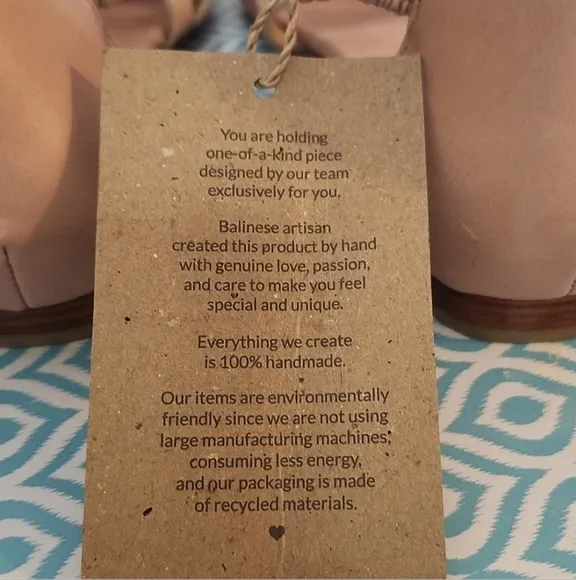 You are holding
one-of-a-kind piece
designed by our team
exclusively for you.
Balinese artisan
created this product by hand
with genuine love, passion,
and care to make you feel
special and unique.
Everything we create
is 100% handmade.
Our items are environmentally
friendly since we are not using
large manufacturing machines,
consuming less energy,
and our packaging is made
of recycled materials.